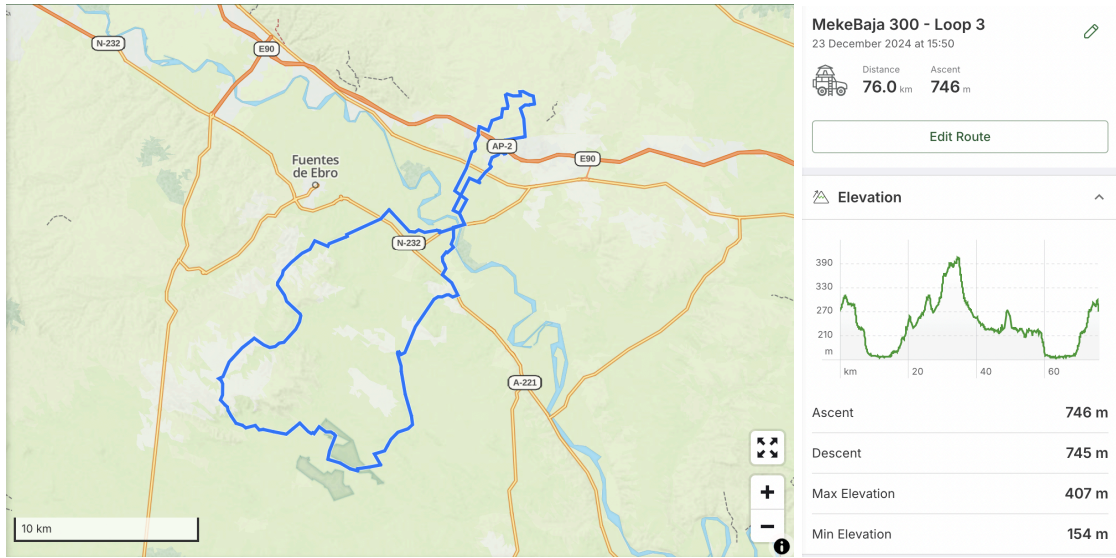 N-232
E90
Fuentes
de Ebro
AP-2
E90
N-232
A-221
10 km
MekeBaja 300 - Loop 3
23 December 2024 at 15:50
Distance
Ascent
76.0 km
746 m
Edit Route
Elevation
390
330
270
210
m
km
20
40
60
Ascent
746 m
Descent
745 m
Max Elevation
407 m
Min Elevation
154 m